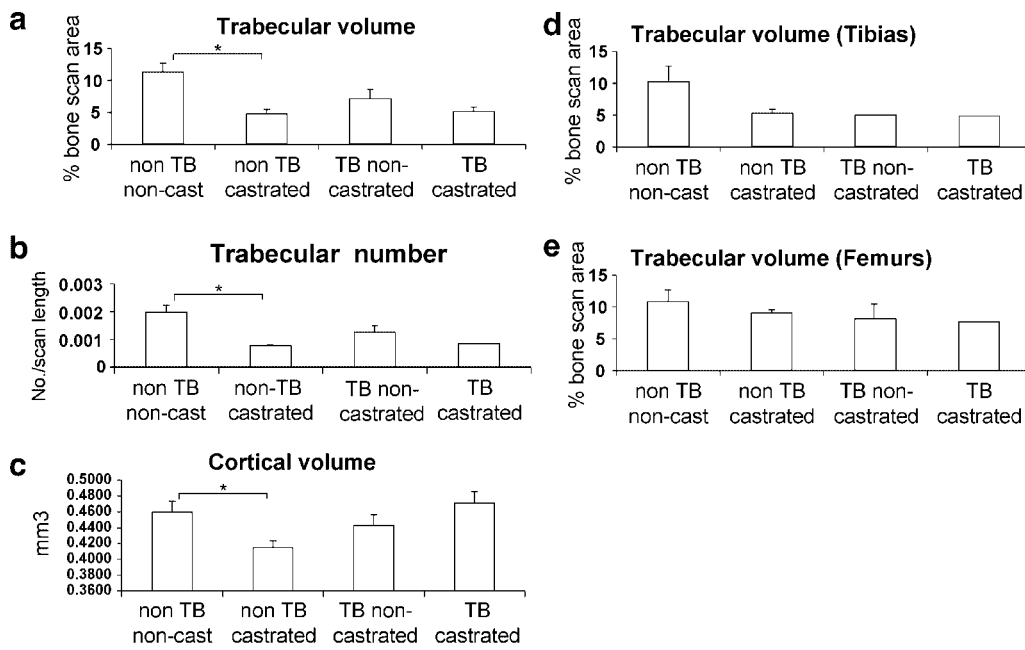 a
Trabecular volume
% bone scan area
15
10
5
0
*
non TB
non-cast
non TB
castrated
TB non-
castrated
TB
castrated
b
Trabecular number
No./scan length
0.003
0.002
0.001
0
*
non TB
non-cast
non-TB
castrated
TB non-
castrated
TB
castrated
c
Cortical volume
mm3
0.5000
0.4800
0.4600
0.4400
0.4200
0.4000
0.3800
0.3600
*
non TB
non-cast
non TB
castrated
TB non-
castrated
TB
castrated
d
Trabecular volume (Tibias)
% bone scan area
15
10
5
0
non TB
non-cast
non TB
castrated
TB non-
castrated
TB
castrated
e
Trabecular volume (Femurs)
% bone scan area
15
10
5
0
non TB
non-cast
non TB
castrated
TB non-
castrated
TB
castrated